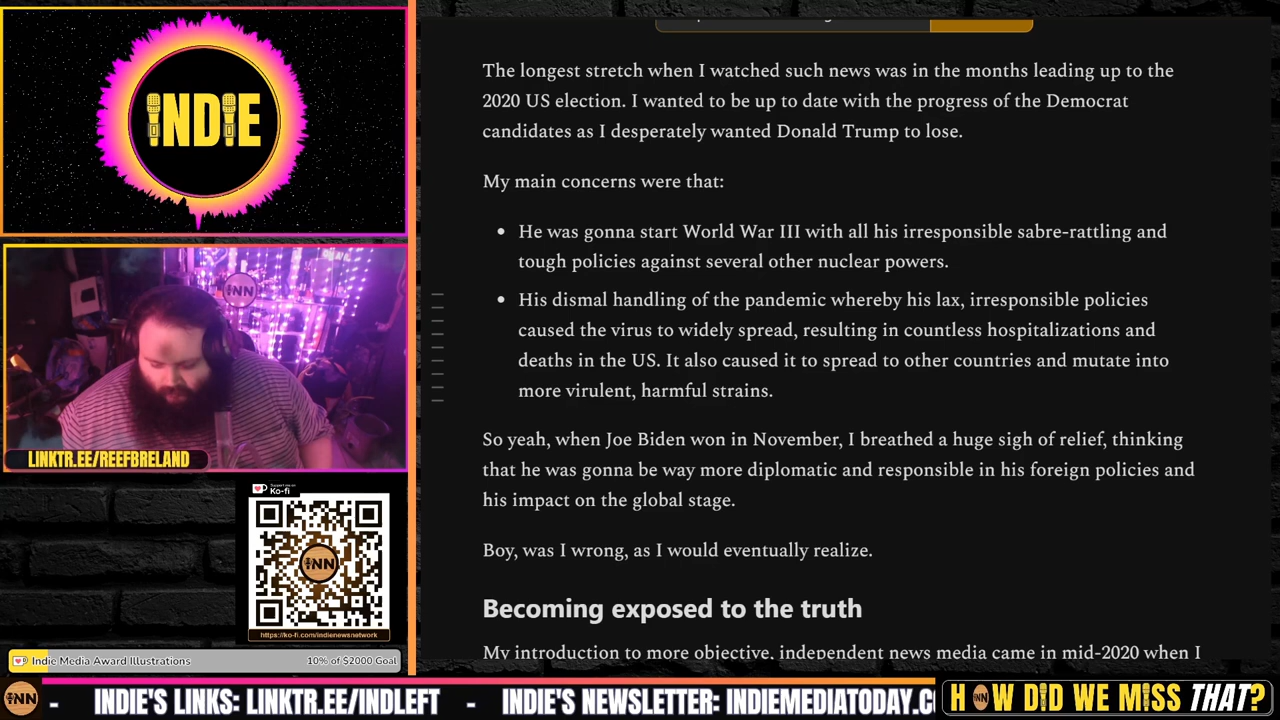 INDIE
INN
LINKTR.EE/REEFBRELAND
Support me on
Ko-fi
INN
https://ko-fi.com/indienewsnetwork
Indie Media Award Illustrations
10% of $2000 Goal
The longest stretch when I watched such news was in the months leading up to the
2020 US election. I wanted to be up to date with the progress of the Democrat
candidates as I desperately wanted Donald Trump to lose.
My main concerns were that:
• He was gonna start World War III with all his irresponsible sabre-rattling and
tough policies against several other nuclear powers.
• His dismal handling of the pandemic whereby his lax, irresponsible policies
caused the virus to widely spread, resulting in countless hospitalizations and
deaths in the US. It also caused it to spread to other countries and mutate into
more virulent, harmful strains.
So yeah, when Joe Biden won in November, I breathed a huge sigh of relief, thinking
that he was gonna be way more diplomatic and responsible in his foreign policies and
his impact on the global stage.
Boy, was I wrong, as I would eventually realize.
Becoming exposed to the truth
My introduction to more objective, independent news media came in mid-2020 when I
INN - INDIE'S LINKS: LINKTR.EE/INDLEFT - INDIE'S NEWSLETTER: INDIEMEDIATODAY.C
HOW DID WE MISS THAT?